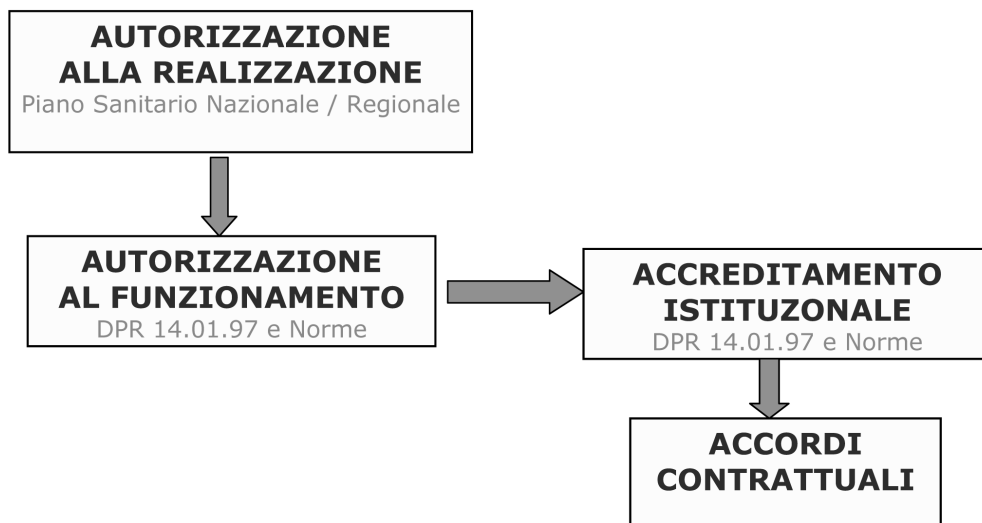 AUTORIZZAZIONE
ALLA REALIZZAZIONE
Piano Sanitario Nazionale / Regionale
AUTORIZZAZIONE
AL FUNZIONAMENTO
DPR 14.01.97 e Norme
ACCREDITAMENTO
ISTITUZONALE
DPR 14.01.97 e Norme
ACCORDI
CONTRATTUALI